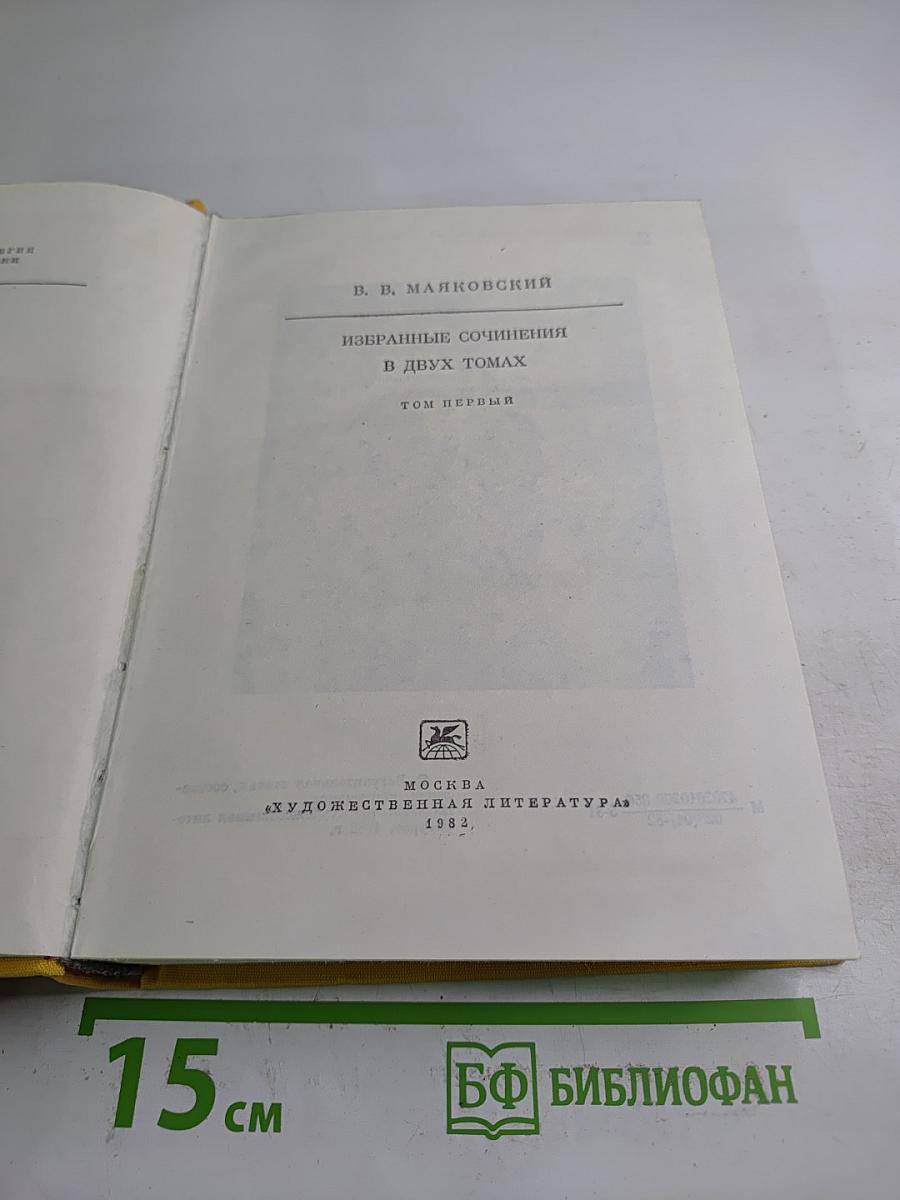 В. В. МАЯКОВСКИЙ
ИЗБРАННЫЕ СОЧИНЕНИЯ
В ДВУХ ТОМАХ
ТОМ ПЕРВЫЙ
МОСКВА
«ХУДОЖЕСТВЕННАЯ ЛИТЕРАТУРА»
1982
15 см
БФ БИБЛИОФАН